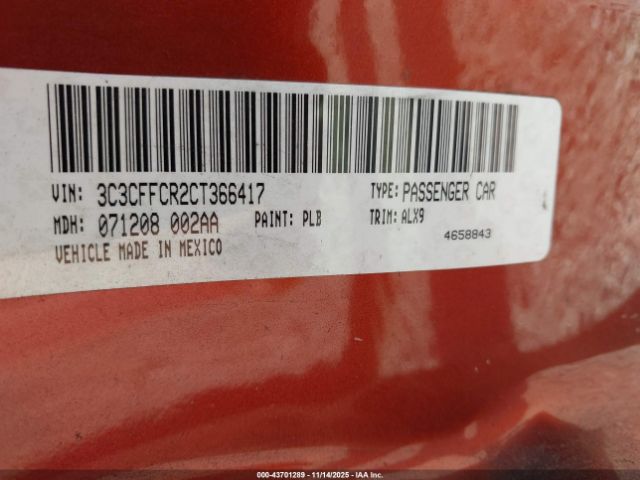 VIN: 3C3CFFCR2CT366417 TYPE: PASSENGER CAR
MDH: 071208 002AA PAINT: PLB TRIM: ALX9
VEHICLE MADE IN MEXICO 4658843
000-43701289 - 11/14/2025 - IAA Inc.